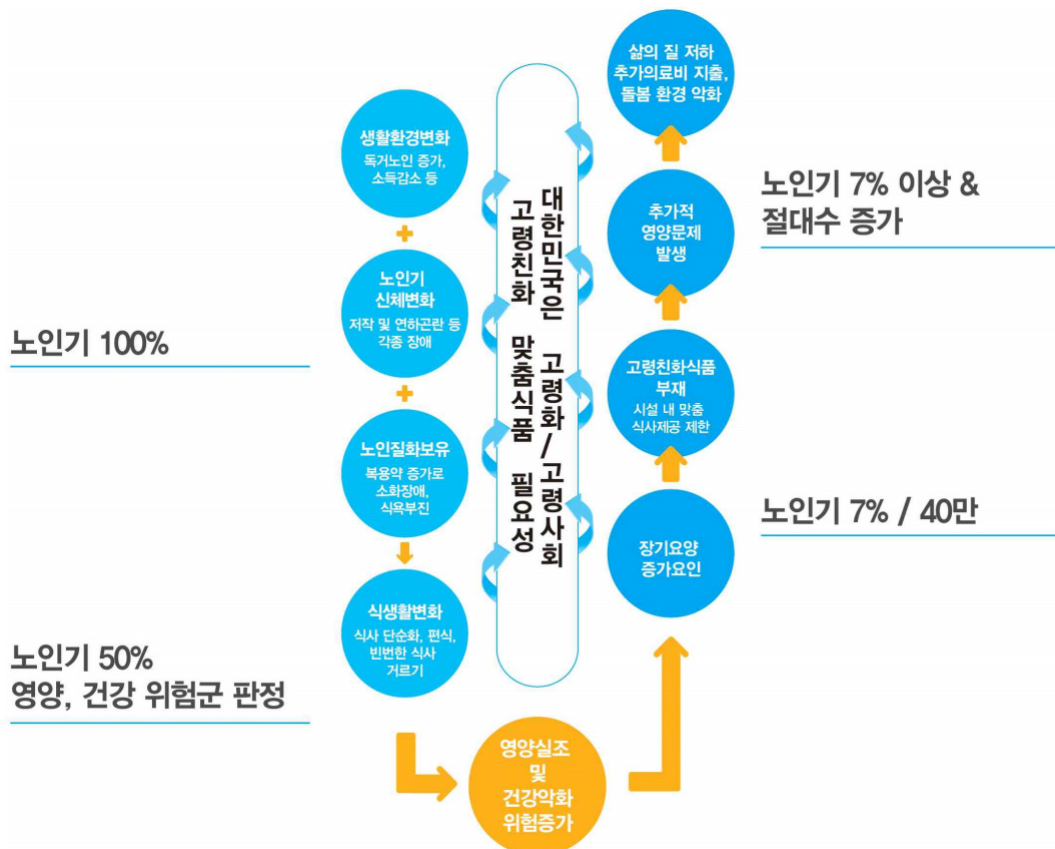 생활환경변화
독거노인 증가,
소득감소 등
노인기
신체변화
저작 및 연하곤란 등
각종 장애
노인기 100%
노인질화보유
복용약 증가로
소화장애,
식욕부진
식생활변화
식사 단순화, 편식,
빈번한 식사
거르기
노인기 50%
영양, 건강 위험군 판정
영양실조
및
건강악화
위험증가
대한민국은 고령화/고령사회
고령친화 맞춤식품 필요성
장기요양
증가요인
노인기 7% / 40만
고령친화식품
부재
시설 내 맞춤
식사제공 제한
추가적
영양문제
발생
노인기 7% 이상 &
절대수 증가
삶의 질 저하
추가의료비 지출,
돌봄 환경 악화